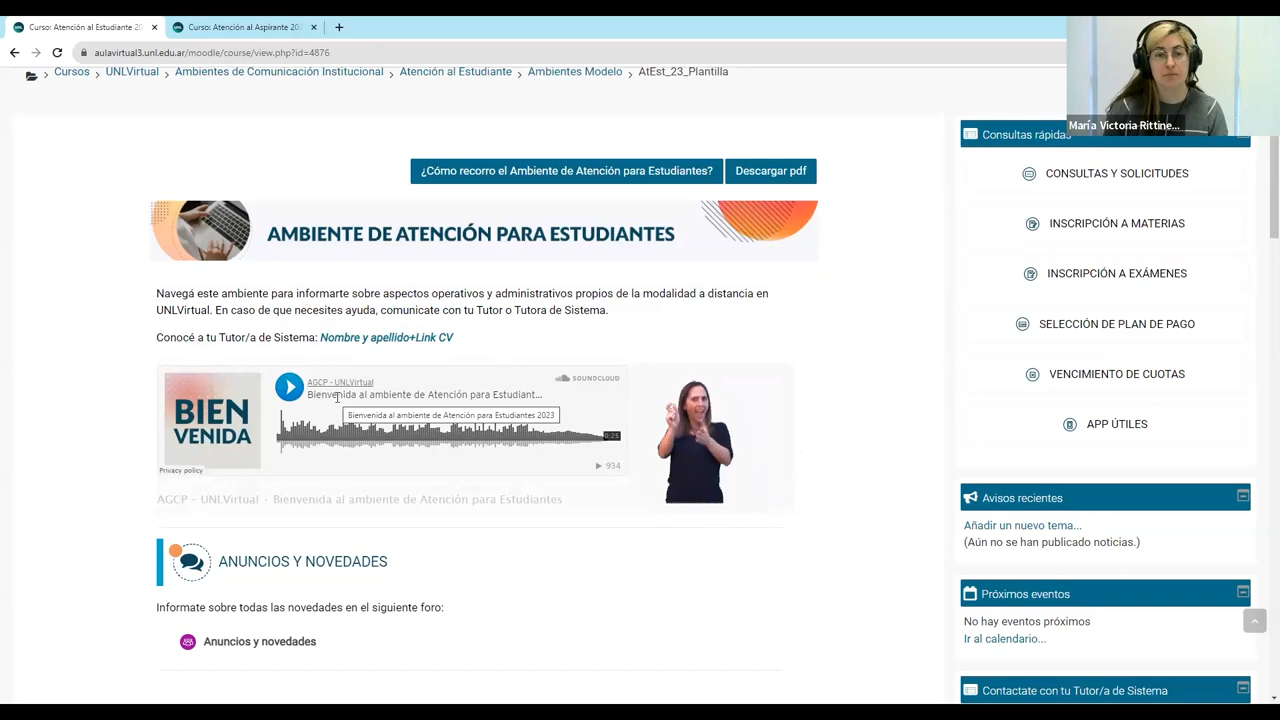 Curso: Atención al Estudiante 20
Curso: Atención al Aspirante 20
aulavirtual3.unl.edu.ar/moodle/course/view.php?id=4876
Cursos > UNLVirtual > Ambientes de Comunicación Institucional > Atención al Estudiante > Ambientes Modelo > AtEst_23_Plantilla
María Victoria Rittine...
¿Cómo recorro el Ambiente de Atención para Estudiantes?
Descargar pdf
AMBIENTE DE ATENCIÓN PARA ESTUDIANTES
Navegá este ambiente para informarte sobre aspectos operativos y administrativos propios de la modalidad a distancia en
UNLVirtual. En caso de que necesites ayuda, comunicate con tu Tutor o Tutora de Sistema.
Conocé a tu Tutor/a de Sistema: Nombre y apellido+Link CV
BIEN
VENIDA
Privacy policy
AGCP - UNLVirtual
SOUNDCLOUD
Bienvenida al ambiente de Atención para Estudiant...
Bienvenida al ambiente de Atención para Estudiantes 2023
0:25
934
AGCP – UNLVirtual · Bienvenida al ambiente de Atención para Estudiantes
ANUNCIOS Y NOVEDADES
Informate sobre todas las novedades en el siguiente foro:
Anuncios y novedades
Consultas rápidas
CONSULTAS Y SOLICITUDES
INSCRIPCIÓN A MATERIAS
INSCRIPCIÓN A EXÁMENES
SELECCIÓN DE PLAN DE PAGO
VENCIMIENTO DE CUOTAS
APP ÚTILES
Avisos recientes
Añadir un nuevo tema...
(Aún no se han publicado noticias.)
Próximos eventos
No hay eventos próximos
Ir al calendario...
Contactate con tu Tutor/a de Sistema